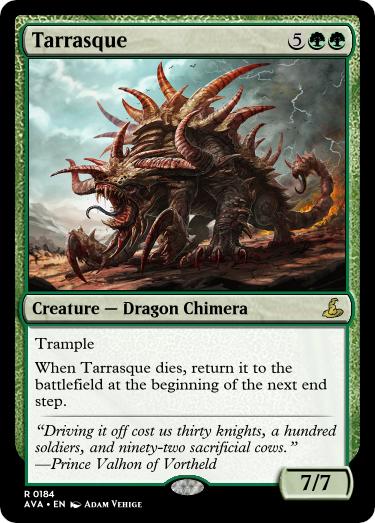 Tarrasque 5
Creature — Dragon Chimera
Trample
When Tarrasque dies, return it to the
battlefield at the beginning of the next end
step.
“Driving it off cost us thirty knights, a hundred
soldiers, and ninety-two sacrificial cows.”
—Prince Valhon of Vortheld
7/7
R 0184
AVA • EN Adam Vehige